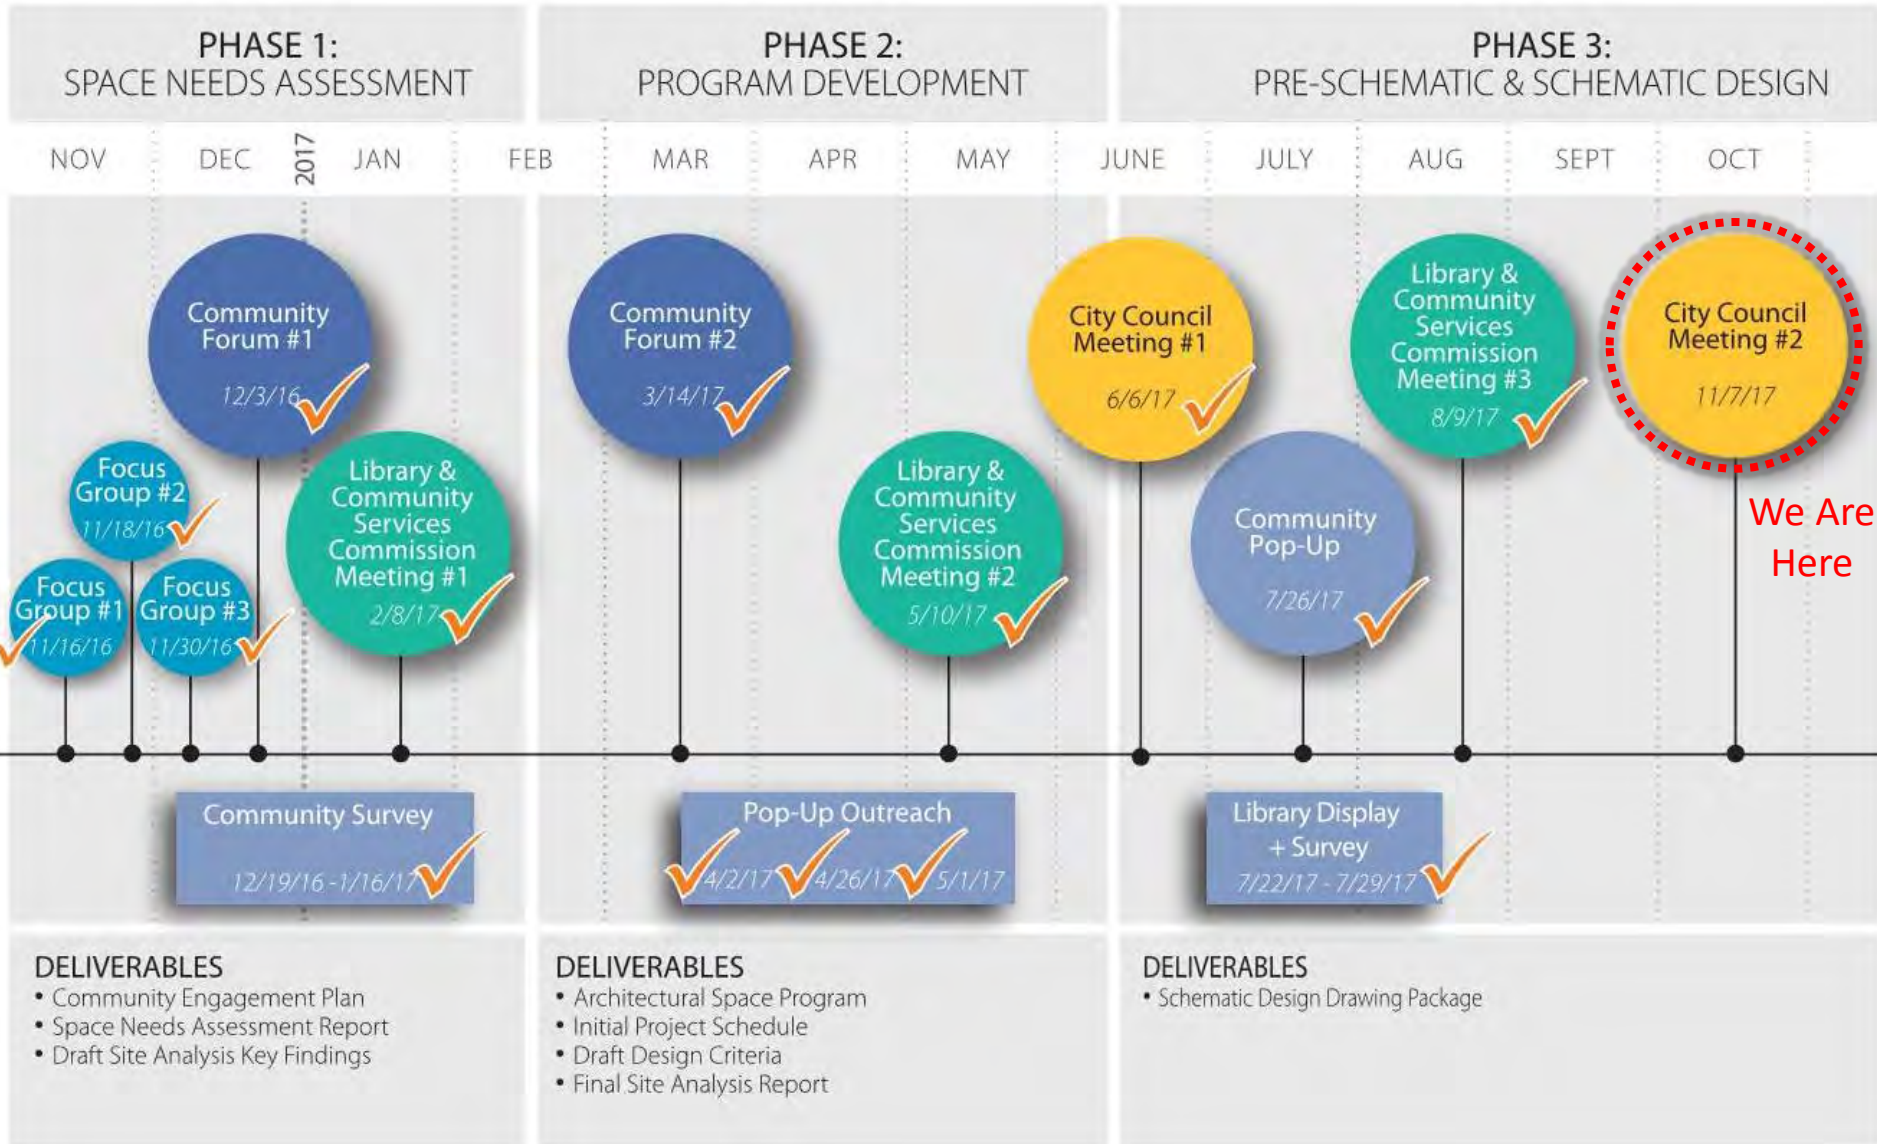 PHASE 1:
SPACE NEEDS ASSESSMENT
PHASE 2:
PROGRAM DEVELOPMENT
PHASE 3:
PRE-SCHEMATIC & SCHEMATIC DESIGN
NOV
DEC
2017
JAN
FEB
MAR
APR
MAY
JUNE
JULY
AUG
SEPT
OCT
Community
Forum #1
12/3/16
Focus
Group #2
11/18/16
Focus
Group #1
11/16/16
Focus
Group #3
11/30/16
Library &
Community
Services
Commission
Meeting #1
2/8/17
Community
Forum #2
3/14/17
Library &
Community
Services
Commission
Meeting #2
5/10/17
City Council
Meeting #1
6/6/17
Community
Pop-Up
7/26/17
Library &
Community
Services
Commission
Meeting #3
8/9/17
City Council
Meeting #2
11/7/17
We Are
Here
Community Survey
12/19/16 -1/16/17
Pop-Up Outreach
4/2/17
4/26/17
5/1/17
Library Display
+ Survey
7/22/17 - 7/29/17
DELIVERABLES
• Community Engagement Plan
• Space Needs Assessment Report
• Draft Site Analysis Key Findings
DELIVERABLES
• Architectural Space Program
• Initial Project Schedule
• Draft Design Criteria
• Final Site Analysis Report
DELIVERABLES
• Schematic Design Drawing Package